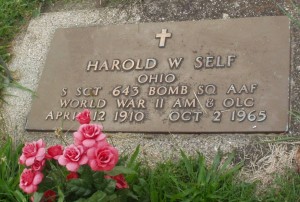 HAROLD W SELF
OHIO
S SGT 643 BOMB SQ AAF
WORLD WAR II AM & OLC
APRIL 12 1910 OCT 2 1965